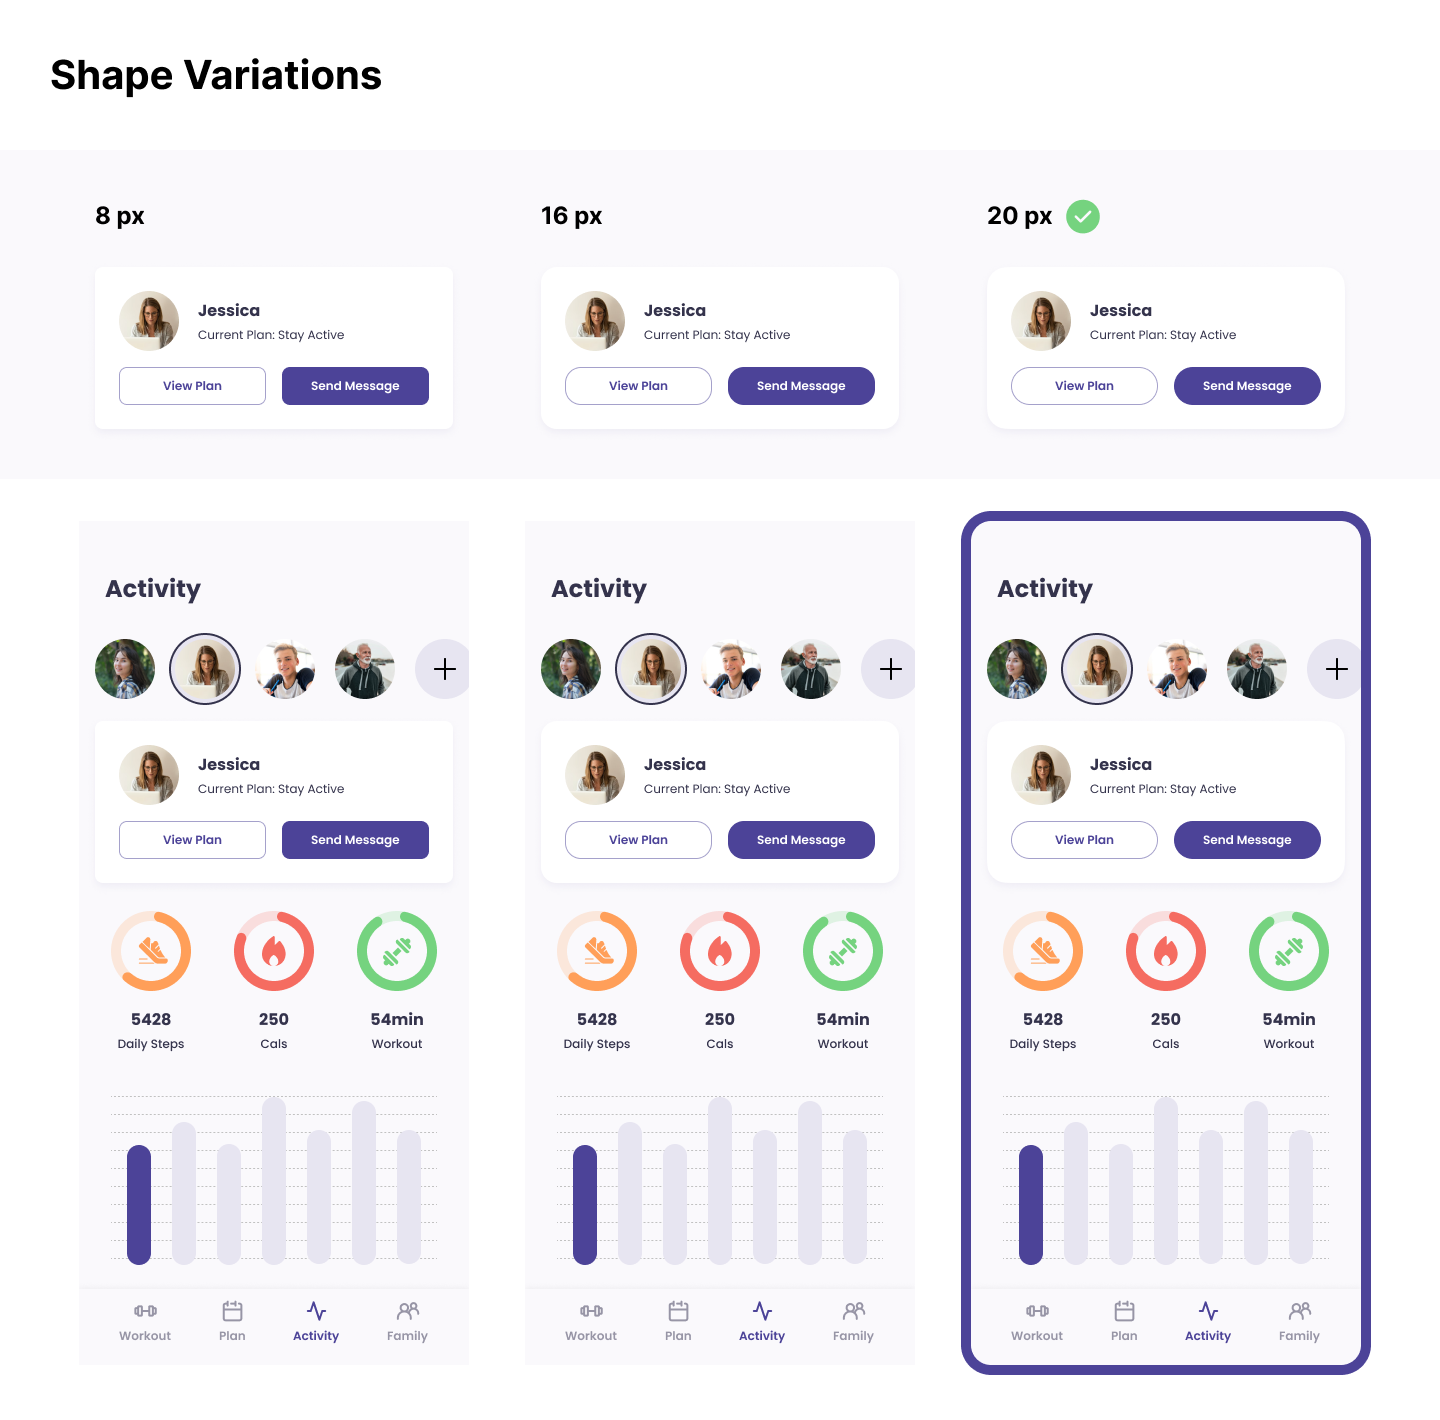 Shape Variations
8 px
16 px
20 px
Jessica
Current Plan: Stay Active
View Plan
Send Message
Jessica
Current Plan: Stay Active
View Plan
Send Message
Jessica
Current Plan: Stay Active
View Plan
Send Message
Activity
Jessica
Current Plan: Stay Active
View Plan
Send Message
5428
250
54min
Daily Steps
Cals
Workout
Workout
Plan
Activity
Family
Activity
Jessica
Current Plan: Stay Active
View Plan
Send Message
5428
250
54min
Daily Steps
Cals
Workout
Workout
Plan
Activity
Family
Activity
Jessica
Current Plan: Stay Active
View Plan
Send Message
5428
250
54min
Daily Steps
Cals
Workout
Workout
Plan
Activity
Family